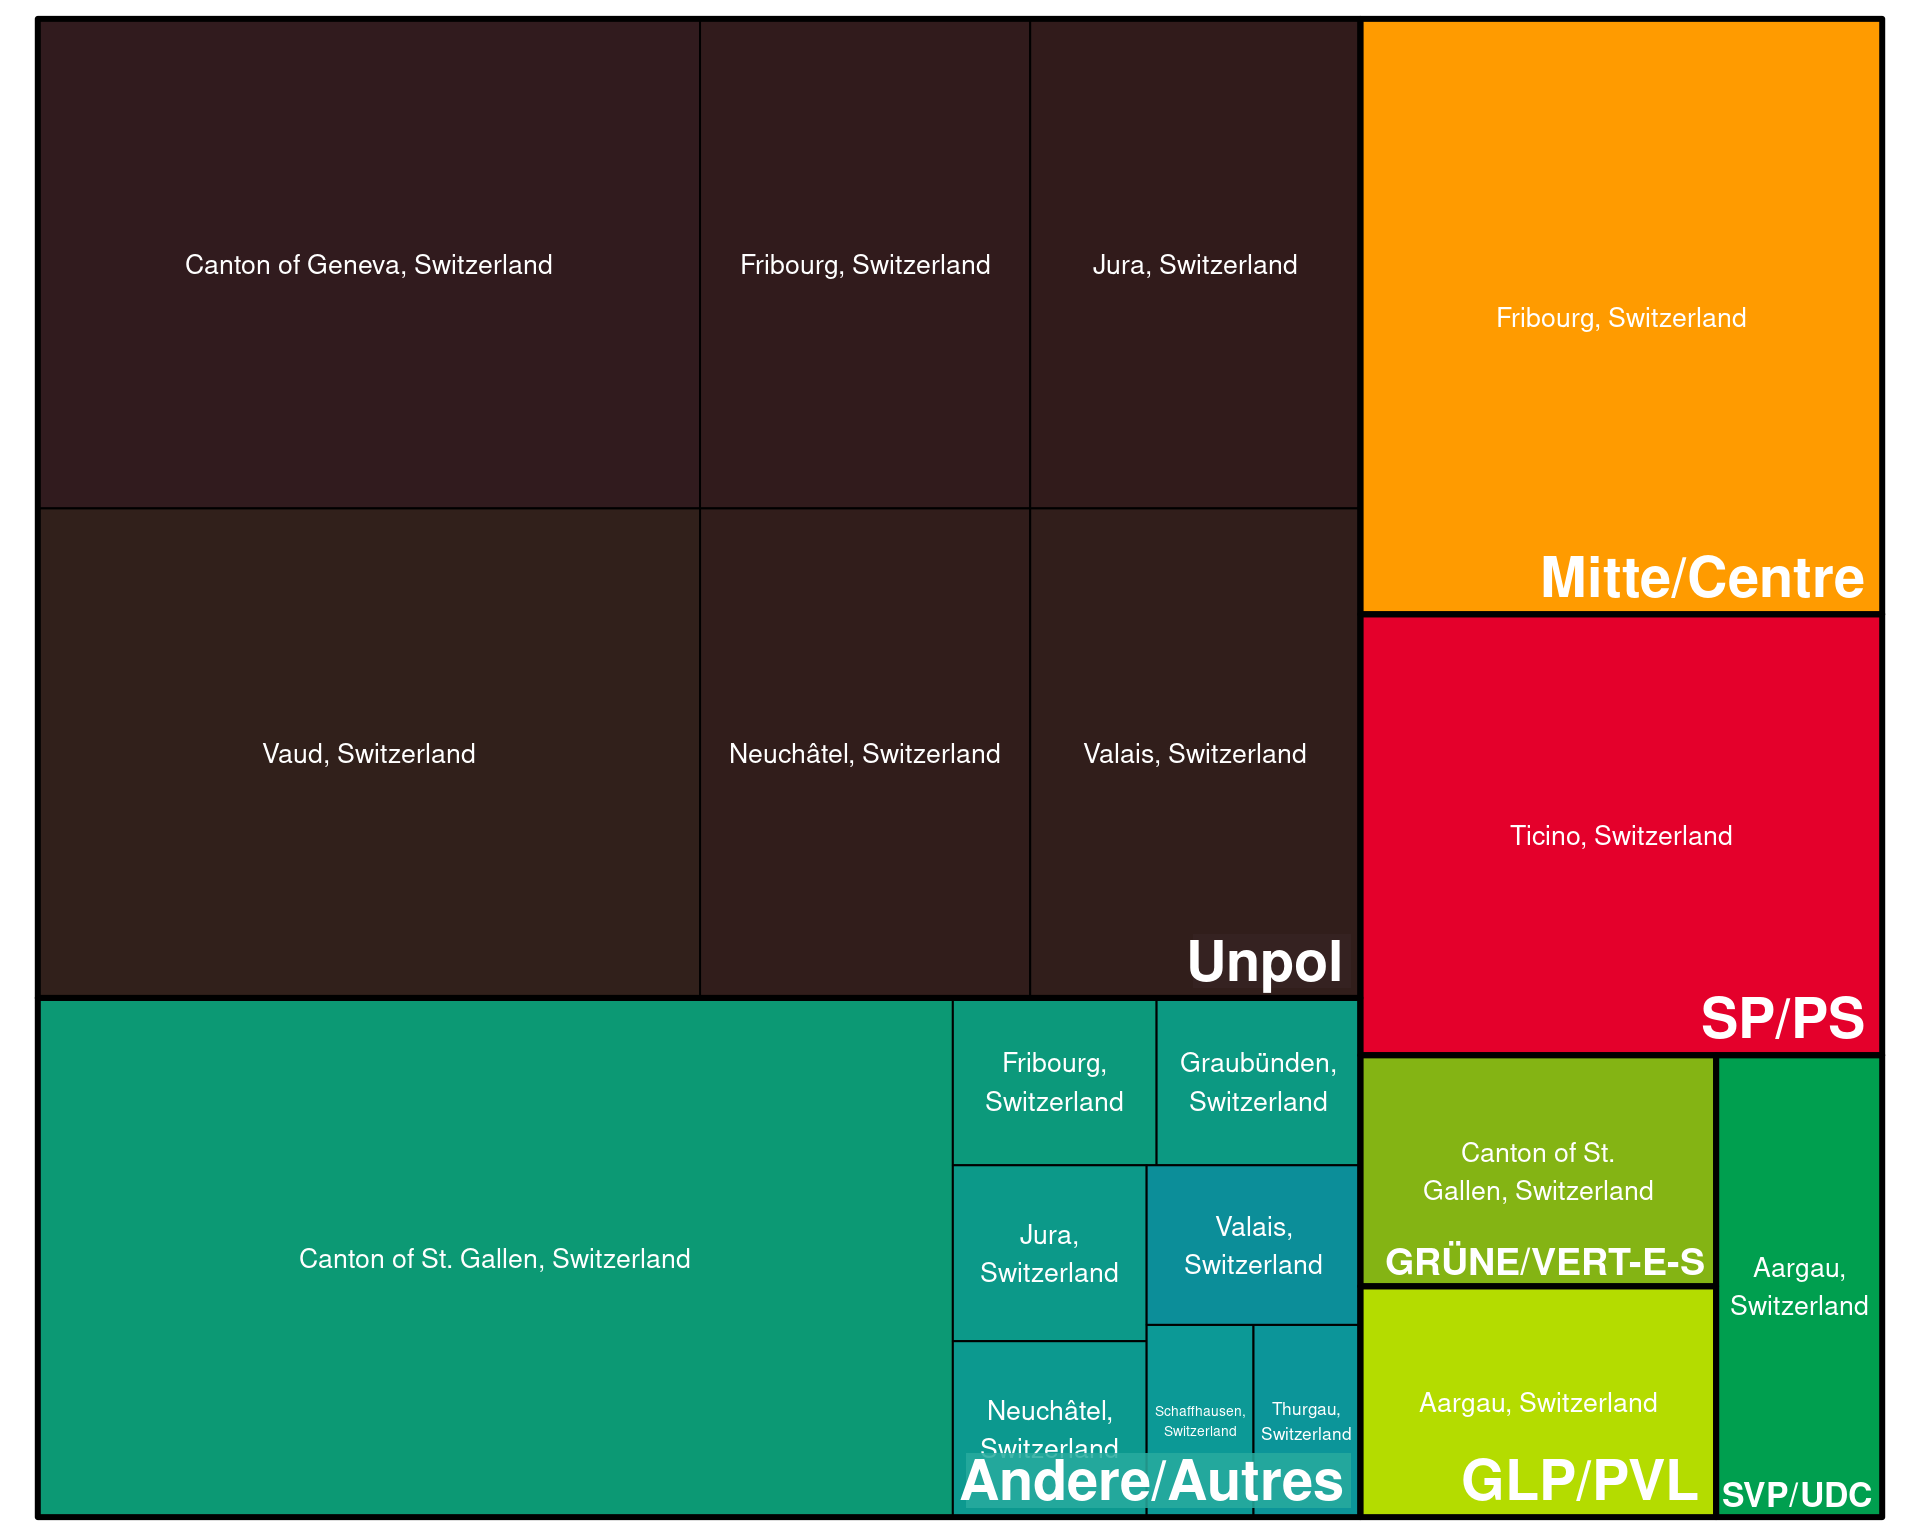 Canton of Geneva, Switzerland
Fribourg, Switzerland
Jura, Switzerland
Vaud, Switzerland
Neuchâtel, Switzerland
Valais, Switzerland
Unpol
Fribourg, Switzerland
Mitte/Centre
Ticino, Switzerland
SP/PS
Canton of St. Gallen, Switzerland
Fribourg,
Switzerland
Graubünden,
Switzerland
Jura,
Switzerland
Valais,
Switzerland
Neuchâtel,
Switzerland
Schaffhausen,
Switzerland
Thurgau,
Switzerland
Andere/Autres
Canton of St.
Gallen, Switzerland
GRÜNE/VERT-E-S
Aargau, Switzerland
GLP/PVL
Aargau,
Switzerland
SVP/UDC